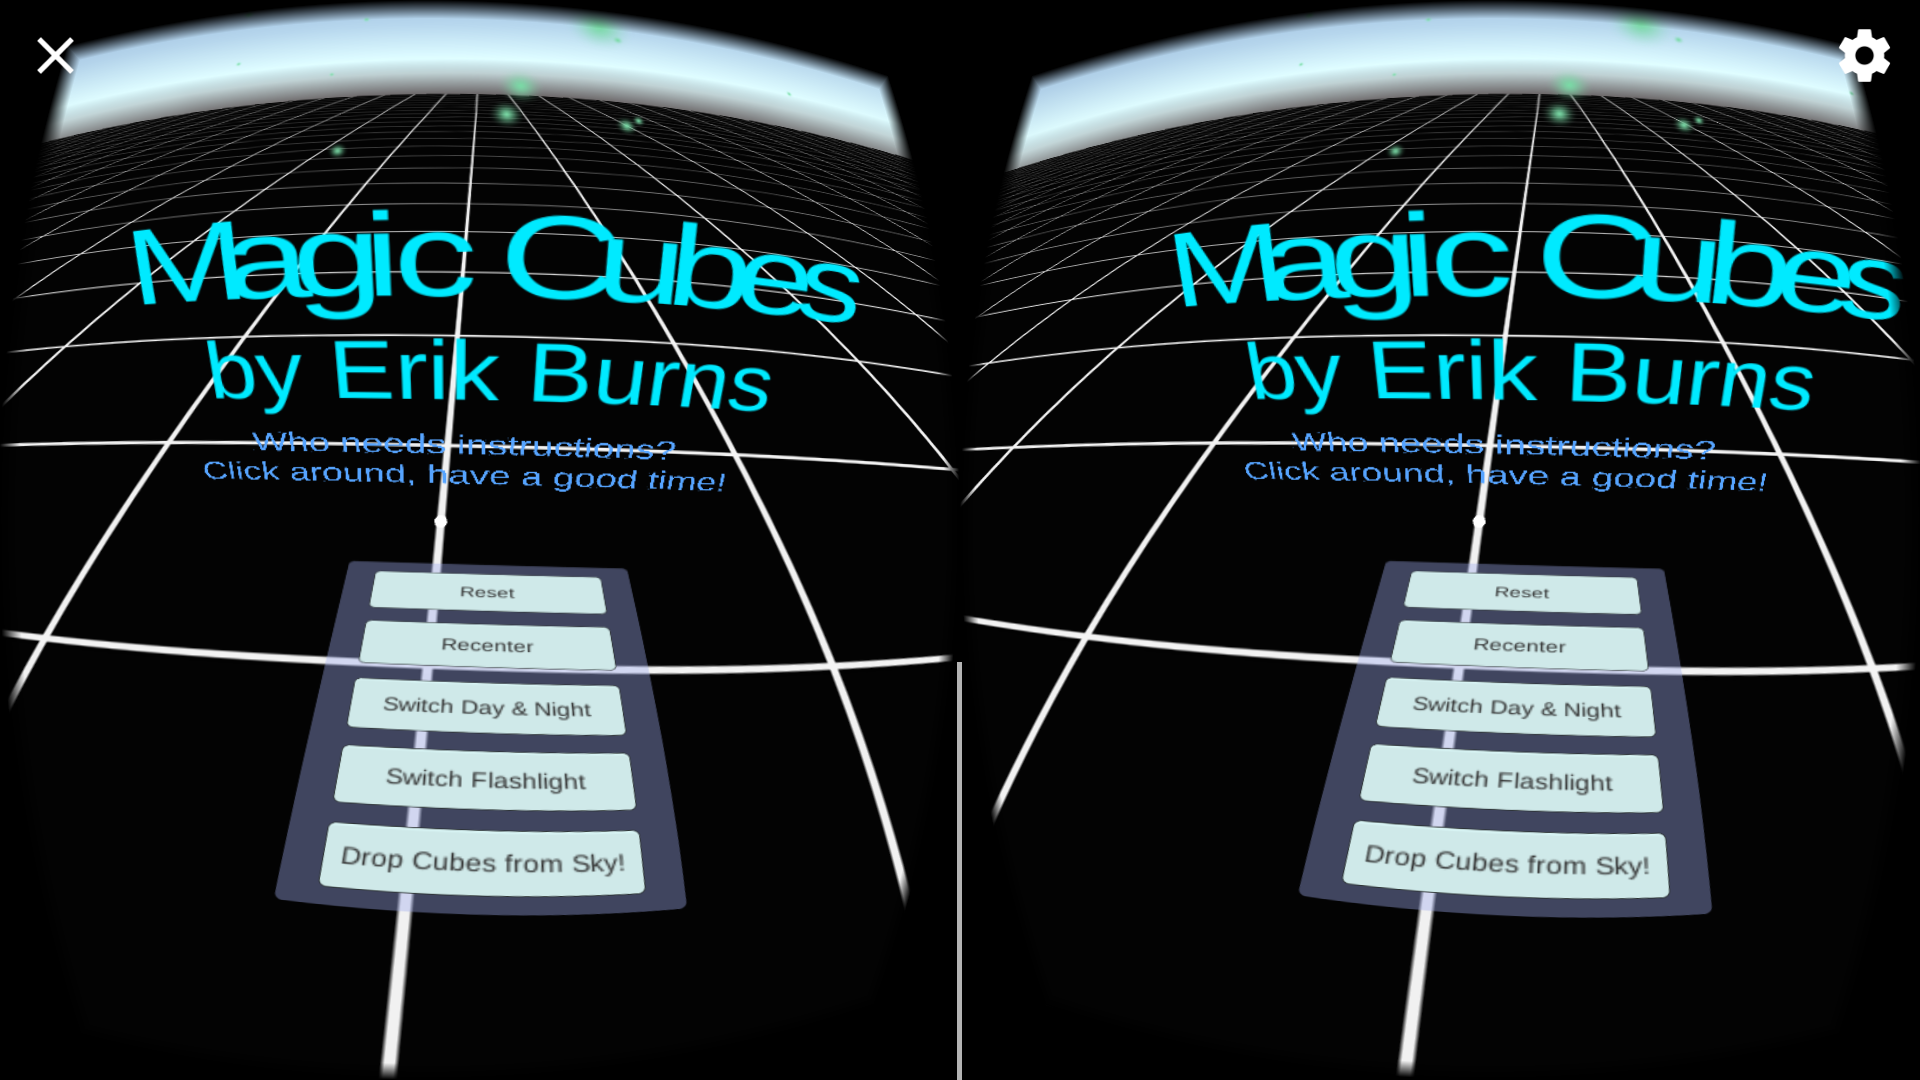 Magic Cubes
by Erik Burns
Who needs instructions?
Click around, have a good time!
Reset
Recenter
Switch Day & Night
Switch Flashlight
Drop Cubes from Sky!
Magic Cubes
by Erik Burns
Who needs instructions?
Click around, have a good time!
Reset
Recenter
Switch Day & Night
Switch Flashlight
Drop Cubes from Sky!